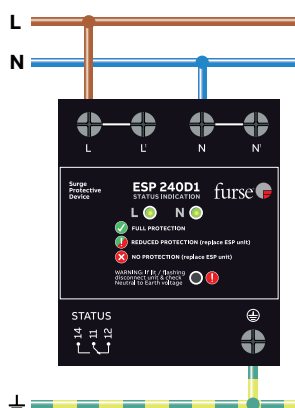 L
N
L L' N N'
Surge
Protective
Device
ESP 240D1
STATUS INDICATION
furse
L N
FULL PROTECTION
REDUCED PROTECTION (replace ESP unit)
NO PROTECTION (replace ESP unit)
WARNING: If lit / flashing
disconnect unit & check
Neutral to Earth voltage
STATUS
14 11 12